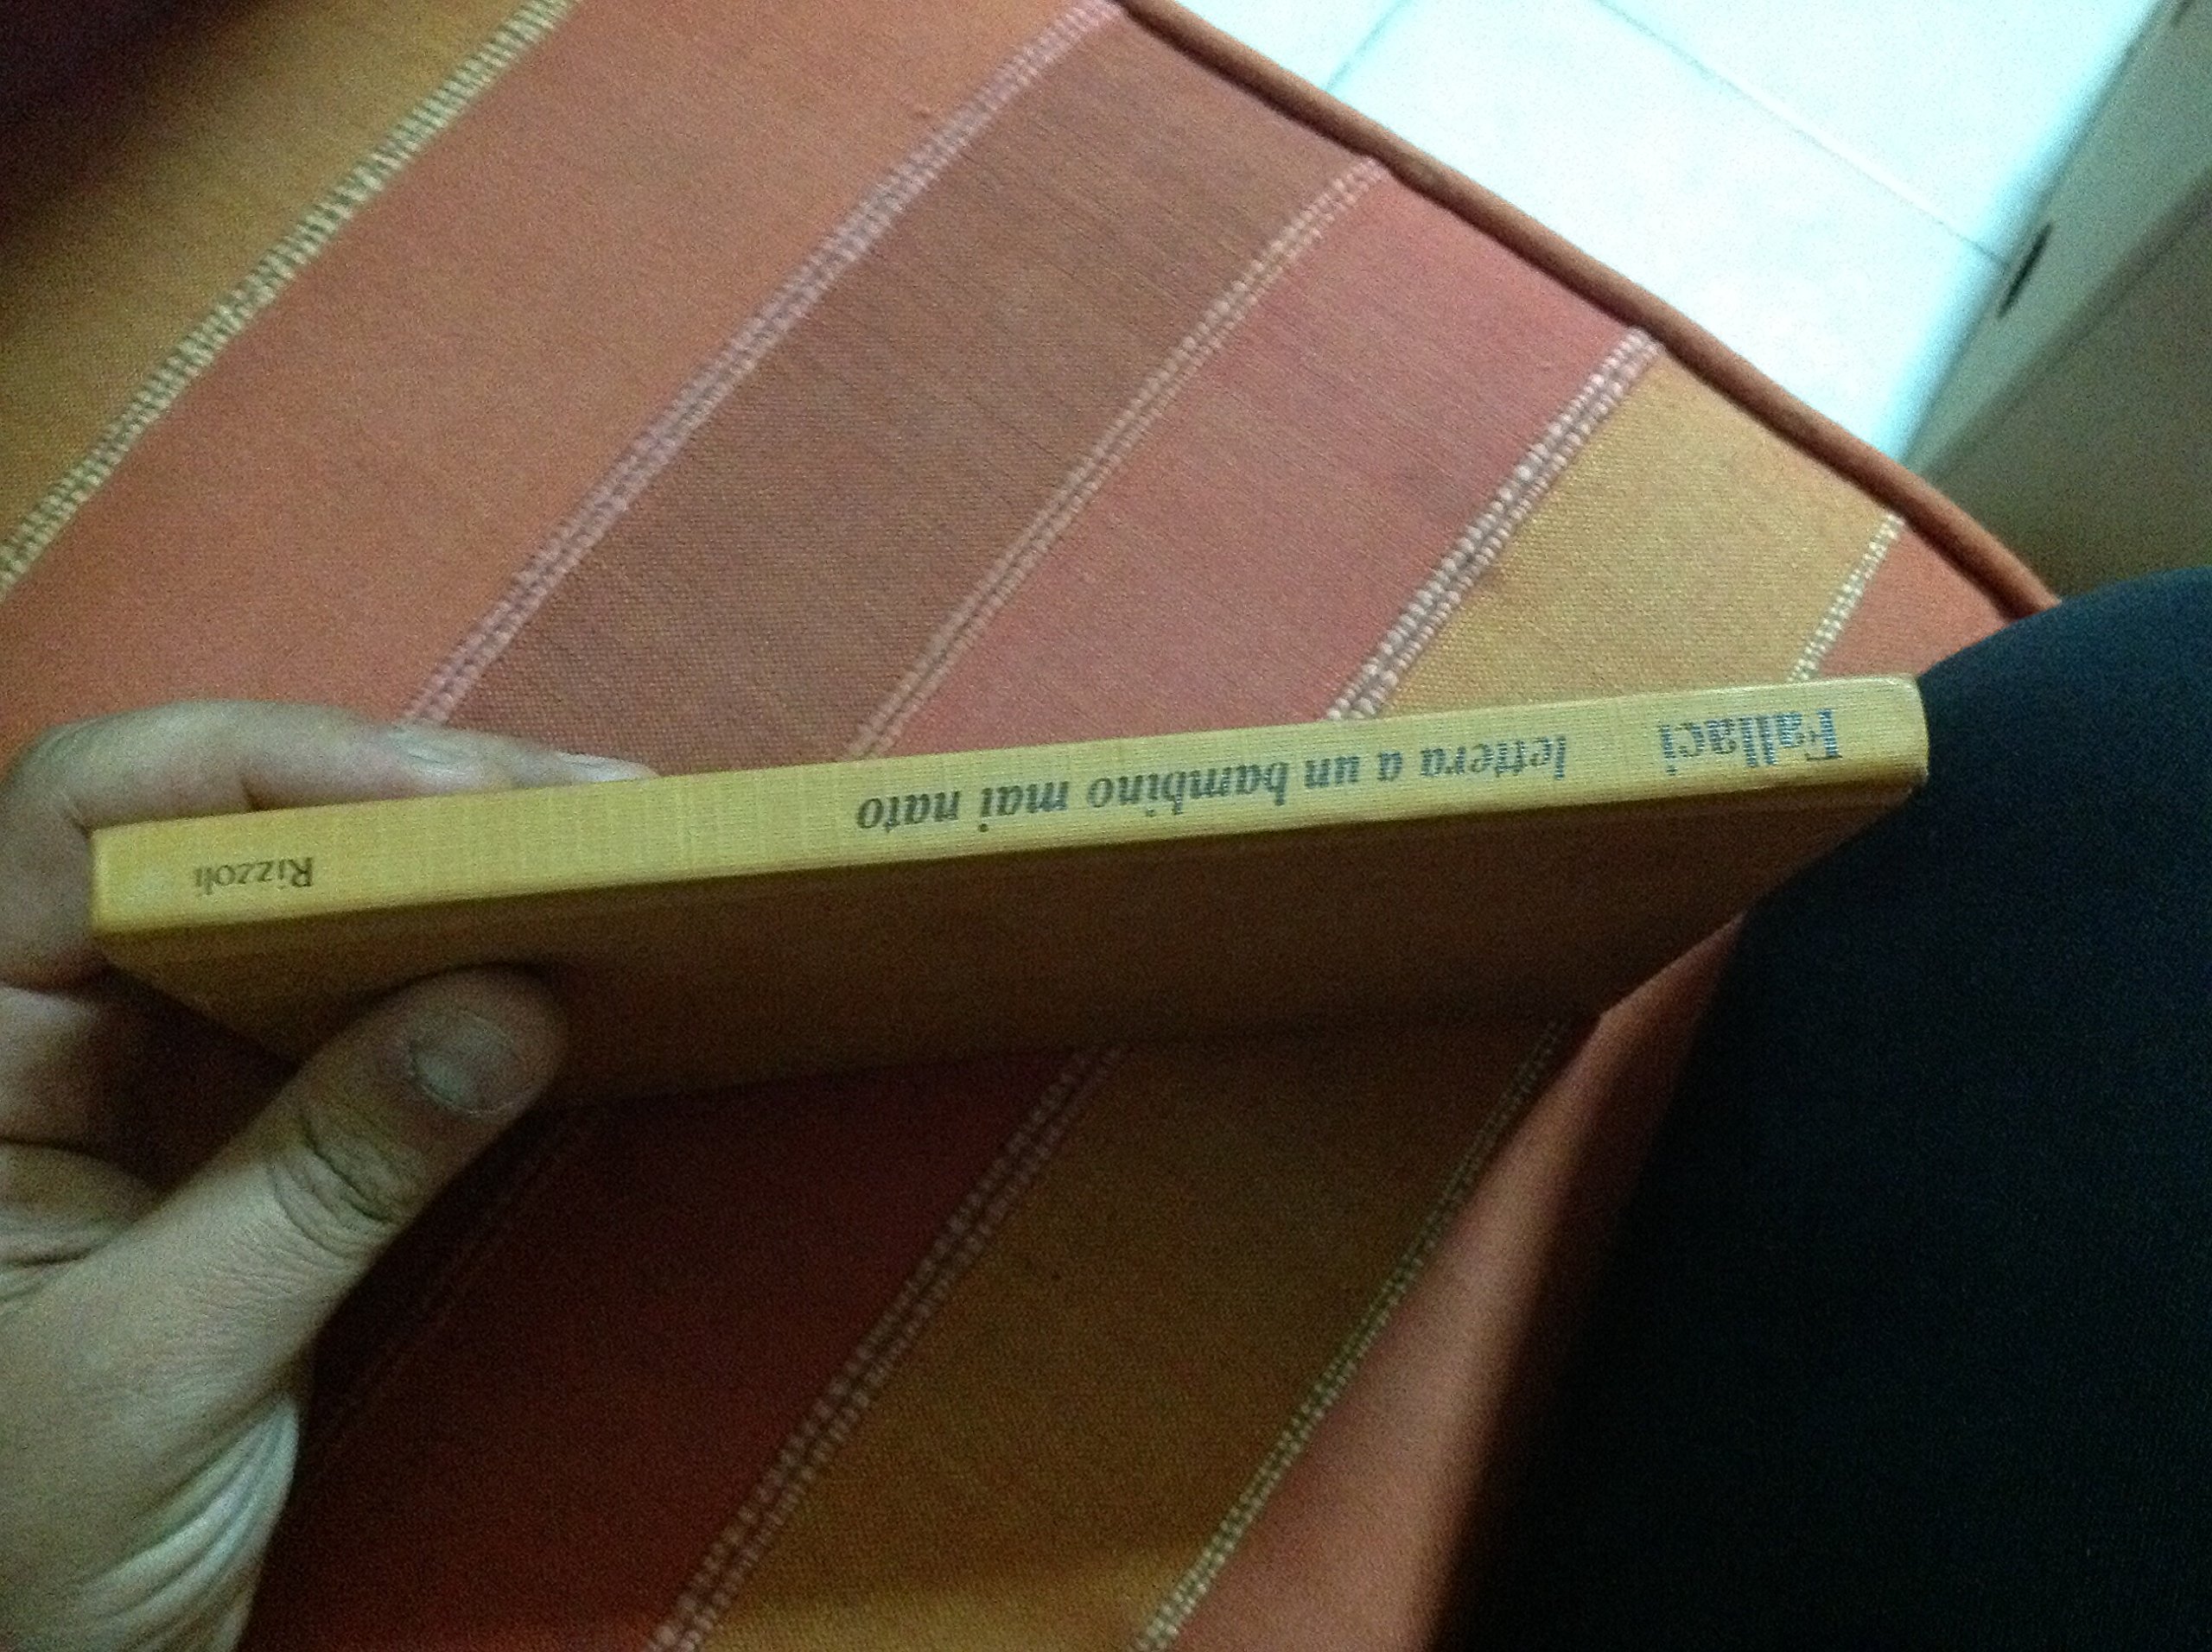 Fallaci lettera a un bambino mai nato Rizzoli